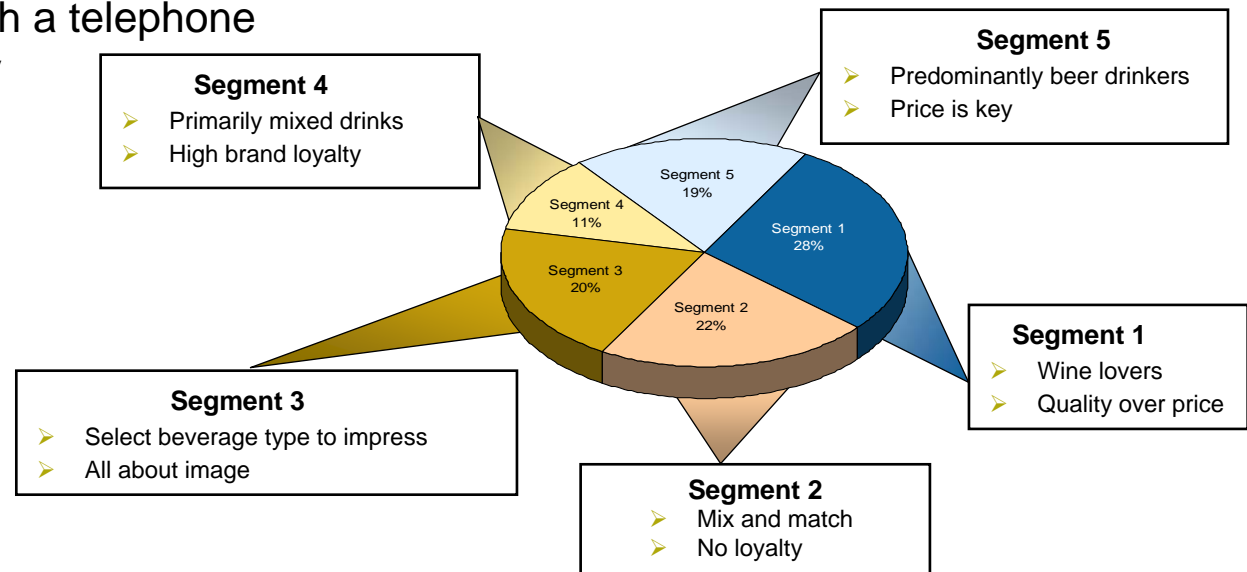 h a telephone
Segment 4
Primarily mixed drinks
High brand loyalty
Segment 5
Predominantly beer drinkers
Price is key
Segment 5
19%
Segment 4
11%
Segment 1
28%
Segment 3
20%
Segment 2
22%
Segment 1
Wine lovers
Quality over price
Segment 3
Select beverage type to impress
All about image
Segment 2
Mix and match
No loyalty